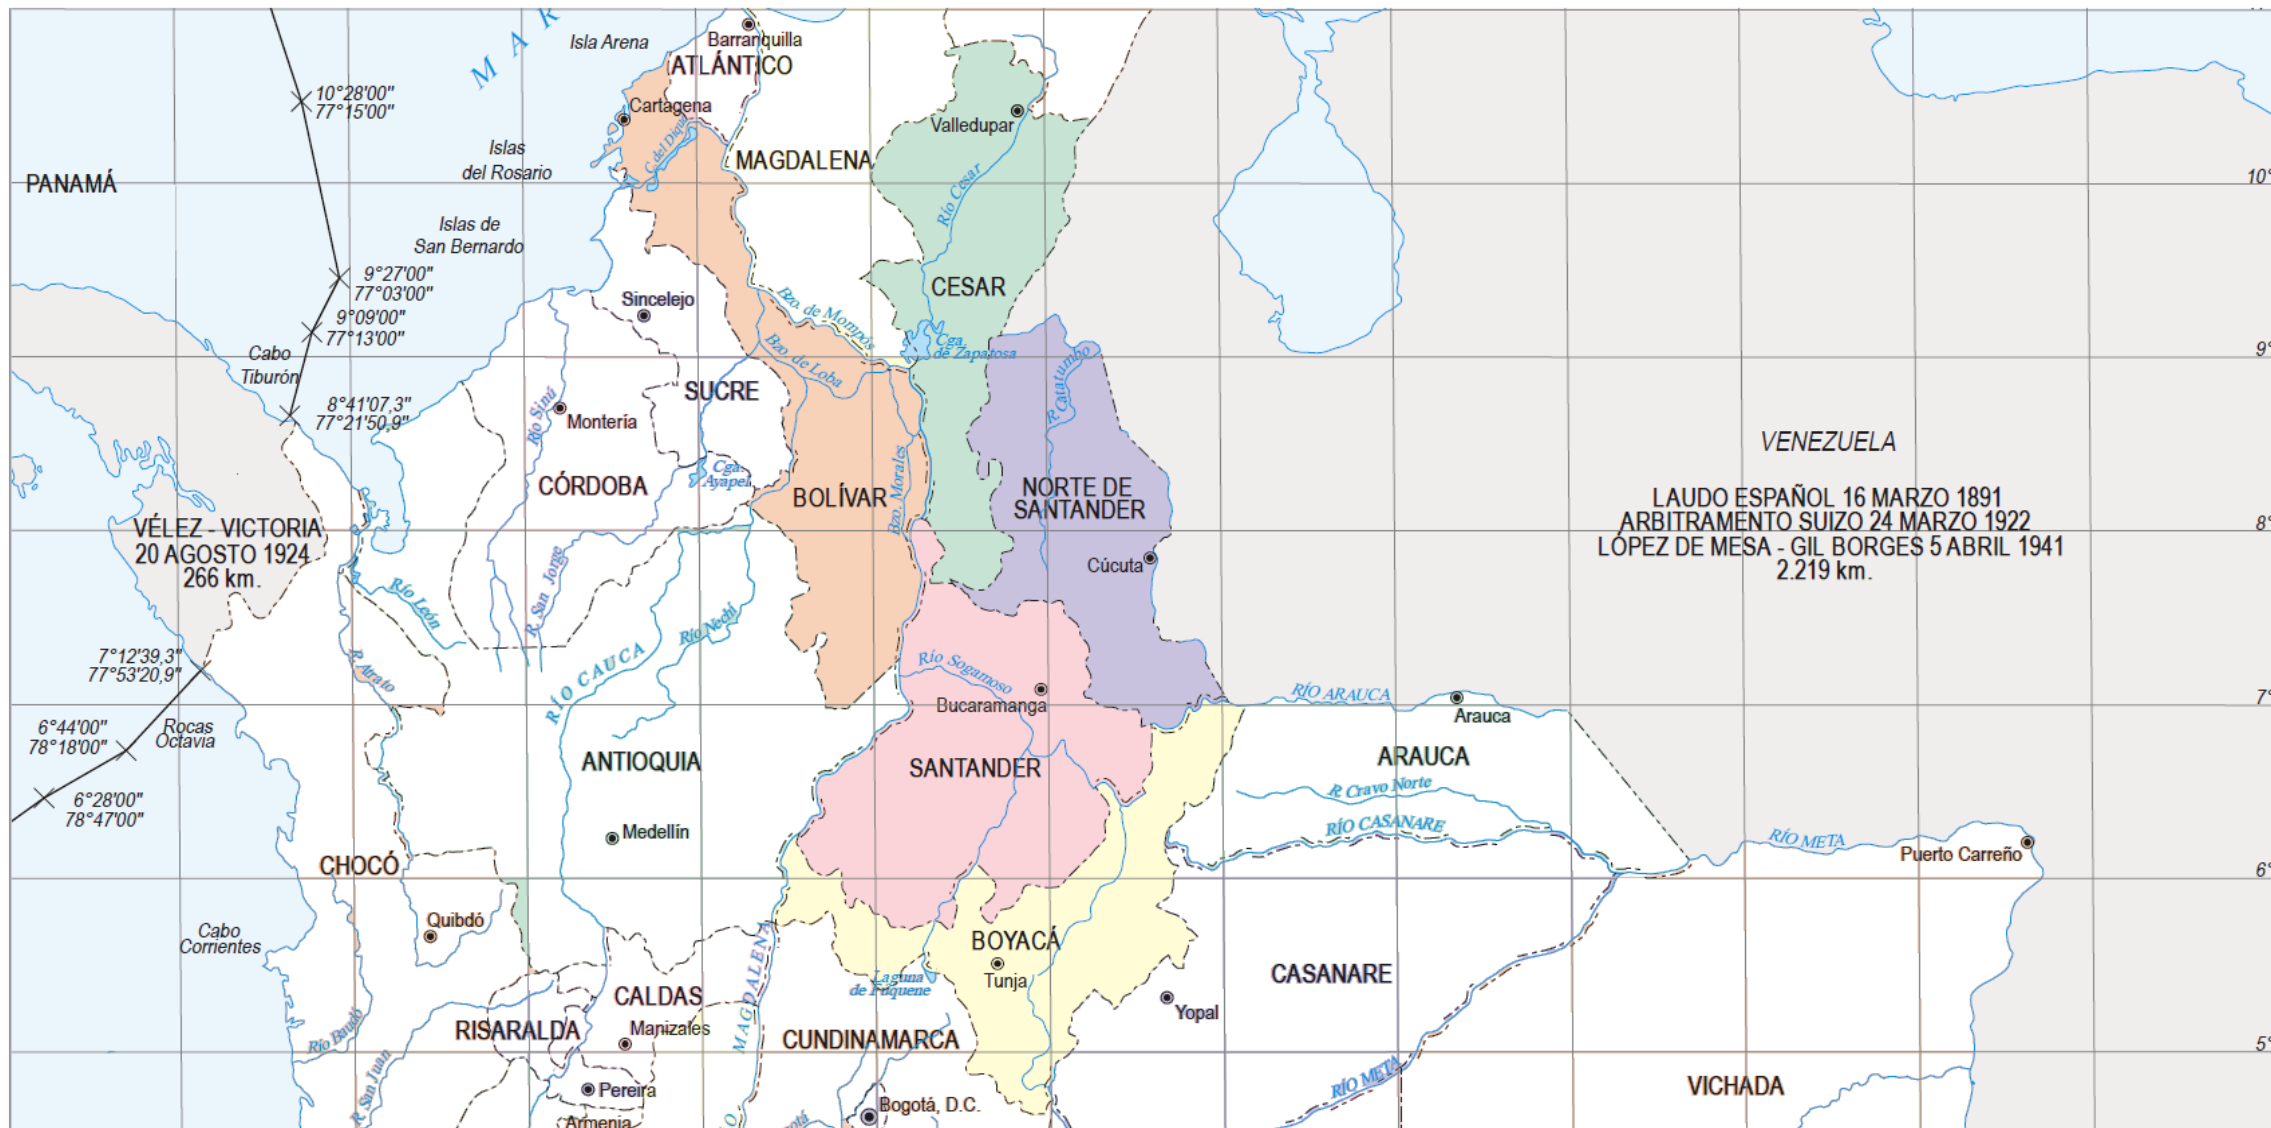 MAR
Isla Arena
Barranquilla
ATLÁNTICO
10°28'00"
77°15'00"
Cartagena
C. del Dique
Valledupar
Islas
del Rosario
MAGDALENA
PANAMÁ
10°
Río Cesar
Islas de
San Bernardo
9°27'00"
77°03'00"
CESAR
Sincelejo
Bzo. de Mompós
9°09'00"
77°13'00"
Cga.
de Zapatosa
Cabo
Tiburón
Bzo. de Loba
9°
R. Catatumbo
SUCRE
8°41'07,3"
77°21'50,9"
Río Sinú
Montería
VENEZUELA
Cga.
Ayapel
CÓRDOBA
BOLÍVAR
Bzo. Morales
NORTE DE
SANTANDER
LAUDO ESPAÑOL 16 MARZO 1891
ARBITRAMENTO SUIZO 24 MARZO 1922
LÓPEZ DE MESA - GIL BORGES 5 ABRIL 1941
2.219 km.
8°
VÉLEZ - VICTORIA
20 AGOSTO 1924
266 km.
Cúcuta
Río León
R. San Jorge
Río Nechí
7°12'39,3"
77°53'20,9"
R. Atrato
RÍO CAUCA
Río Sogamoso
Bucaramanga
RÍO ARAUCA
Arauca
7°
6°44'00"
78°18'00"
Rocas
Octavia
ANTIOQUIA
SANTANDER
ARAUCA
6°28'00"
78°47'00"
R. Cravo Norte
RÍO CASANARE
Medellín
RÍO META
Puerto Carreño
CHOCÓ
6°
Quibdó
Cabo
Corrientes
MAGDALENA
BOYACÁ
Tunja
Laguna
de Fúquene
CASANARE
CALDAS
Yopal
RISARALDA
Manizales
CUNDINAMARCA
Río Baudó
5°
R. San Juan
Pereira
RÍO META
VICHADA
Bogotá, D.C.
Armenia